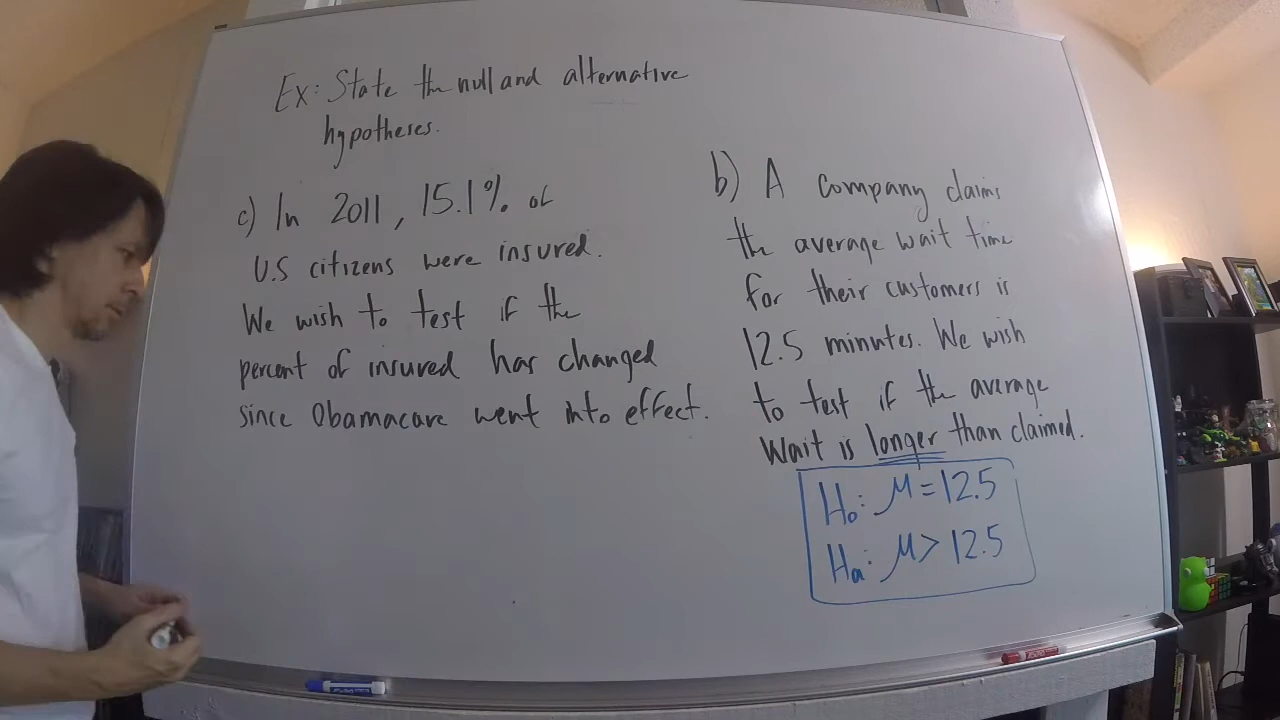 Ex: State the null and alternative
hypotheses.
c) In 2011, 15.1% of
U.S citizens were insured.
We wish to test if the
percent of insured has changed
since Obamacare went into effect.
b) A company claims
the average wait time
for their customers is
12.5 minutes. We wish
to test if the average
Wait is longer than claimed.
H₀: μ = 12.5
Hₐ: μ > 12.5